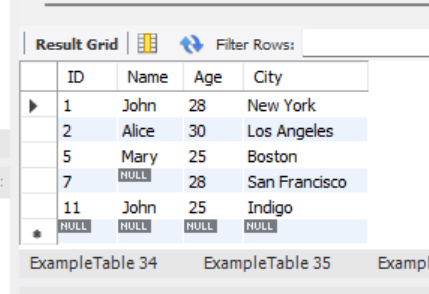 Result Grid Filter Rows:
ID Name Age City
1 John 28 New York
2 Alice 30 Los Angeles
5 Mary 25 Boston
7 NULL 28 San Francisco
11 John 25 Indigo
NULL NULL NULL NULL
ExampleTable 34 ExampleTable 35 Exampl